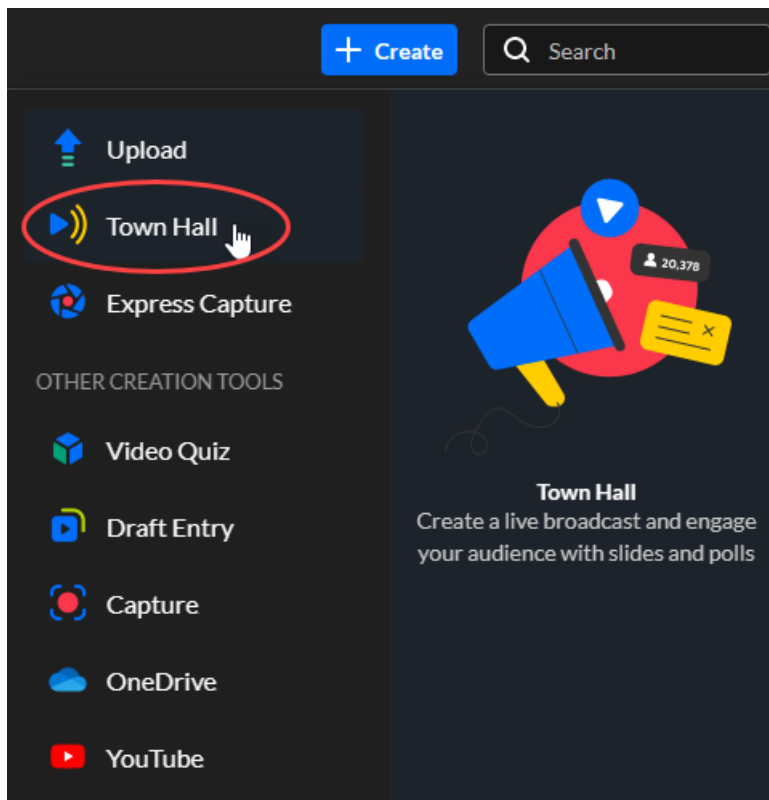 Create
Search
Upload
Town Hall
Express Capture
OTHER CREATION TOOLS
Video Quiz
Draft Entry
Capture
OneDrive
YouTube
20,378
Town Hall
Create a live broadcast and engage
your audience with slides and polls